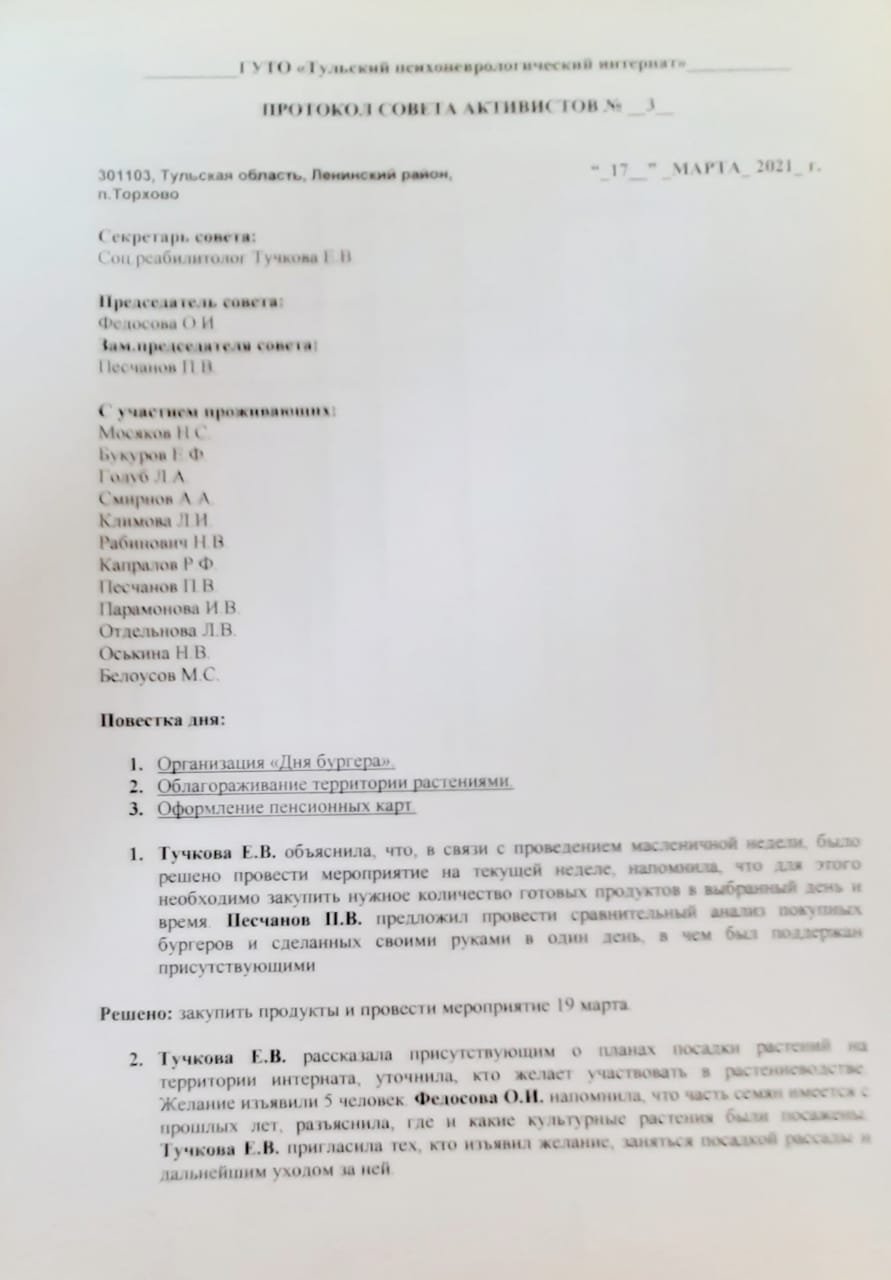 ГУТО «Тульский психоневрологический интернат»
ПРОТОКОЛ СОВЕТА АКТИВИСТОВ № __3__
301103, Тульская область, Ленинский район,
п.Торхово
"_17__" _МАРТА_ 2021_ г.
Секретарь совета:
Соц.реабилитолог Тучкова Е.В.
Председатель совета:
Федосова О.И.
Зам.председателя совета:
Песчанов П.В.
С участием проживающих:
Мосяков Н.С.
Букуров Е.Ф.
Голуб Л.А.
Смирнов А.А.
Климова Л.И.
Рабинович Н.В.
Капралов Р.Ф.
Песчанов П.В.
Парамонова И.В.
Отдельнова Л.В.
Оськина Н.В.
Белоусов М.С.
Повестка дня:
1. Организация «Дня бургера».
2. Облагораживание территории растениями.
3. Оформление пенсионных карт.
1. Тучкова Е.В. объяснила, что, в связи с проведением масленичной недели, было
решено провести мероприятие на текущей неделе, напомнила, что для этого
необходимо закупить нужное количество готовых продуктов в выбранный день и
время. Песчанов П.В. предложил провести сравнительный анализ покупных
бургеров и сделанных своими руками в один день, в чем был поддержан
присутствующими.
Решено: закупить продукты и провести мероприятие 19 марта.
2. Тучкова Е.В. рассказала присутствующим о планах посадки растений на
территории интерната, уточнила, кто желает участвовать в растениеводстве.
Желание изъявили 5 человек. Федосова О.И. напомнила, что часть семян имеется с
прошлых лет, разъяснила, где и какие культурные растения были посажены.
Тучкова Е.В. пригласила тех, кто изъявил желание, заняться посадкой рассады и
дальнейшим уходом за ней.